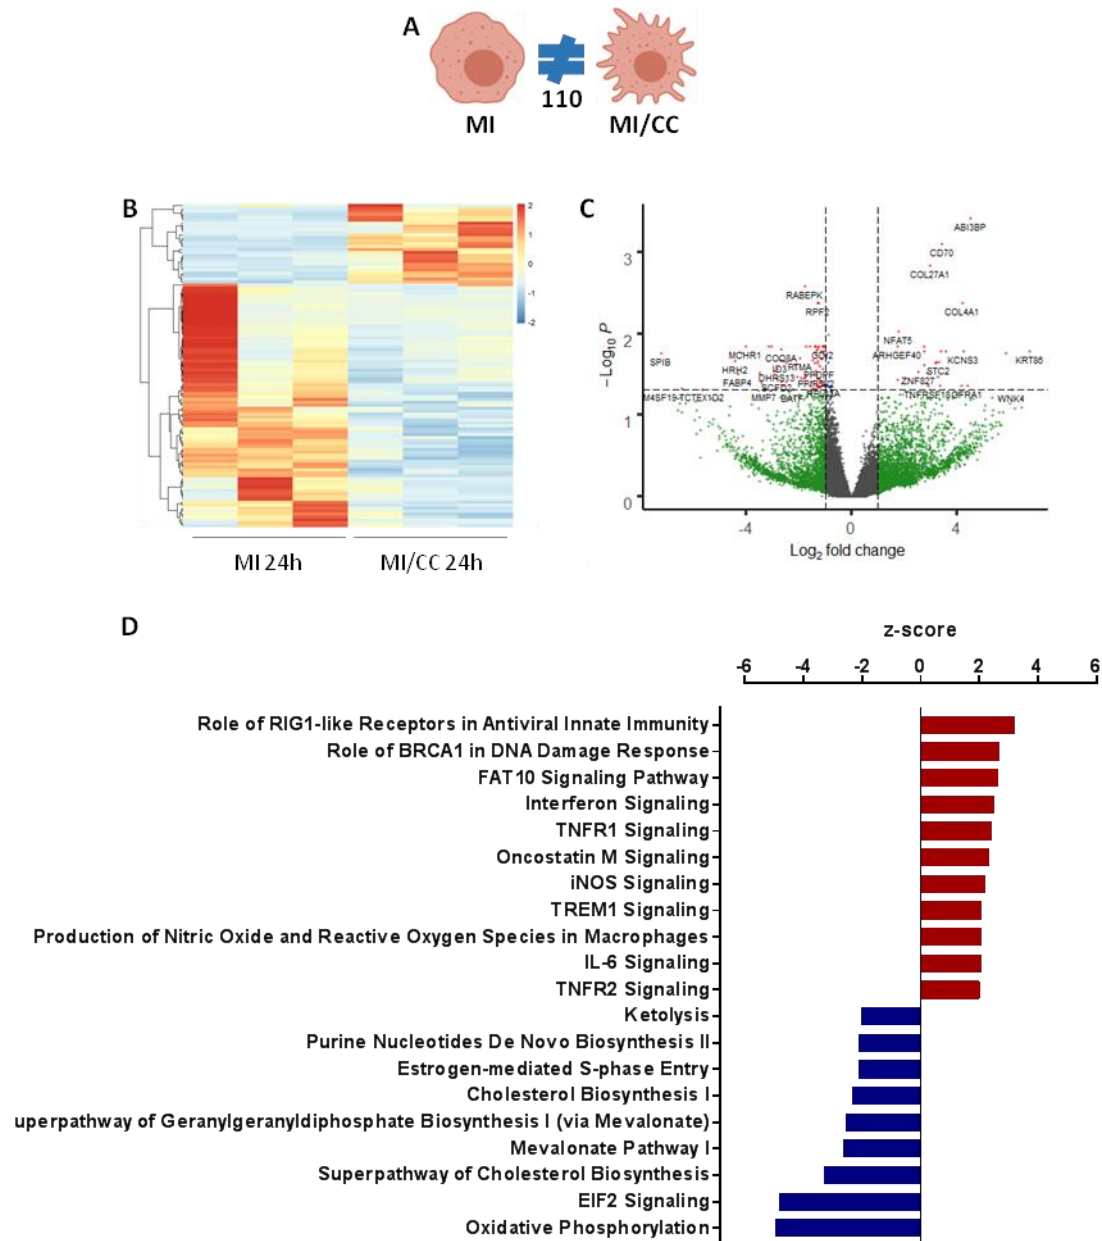 A
110
MI
MI/CC
B
2
1
0
-1
-2
MI 24h
MI/CC 24h
C
ABI3BP
CD70
COL27A1
RABEPK
RPF2
COL4A1
NFAT5
ARHGEF40
KCNS3
KRT86
SPIB
MCHR1
COQ8A
HRH2
FABP4
DHRS13
STC2
ZNF827
WNK4
MMP7
BATF
3
2
1
0
-4
0
4
−Log10 P
Log2 fold change
D
z-score
-6 -4 -2 0 2 4 6
Role of RIG1-like Receptors in Antiviral Innate Immunity
Role of BRCA1 in DNA Damage Response
FAT10 Signaling Pathway
Interferon Signaling
TNFR1 Signaling
Oncostatin M Signaling
iNOS Signaling
TREM1 Signaling
Production of Nitric Oxide and Reactive Oxygen Species in Macrophages
IL-6 Signaling
TNFR2 Signaling
Ketolysis
Purine Nucleotides De Novo Biosynthesis II
Estrogen-mediated S-phase Entry
Cholesterol Biosynthesis I
uperpathway of Geranylgeranyldiphosphate Biosynthesis I (via Mevalonate)
Mevalonate Pathway I
Superpathway of Cholesterol Biosynthesis
EIF2 Signaling
Oxidative Phosphorylation